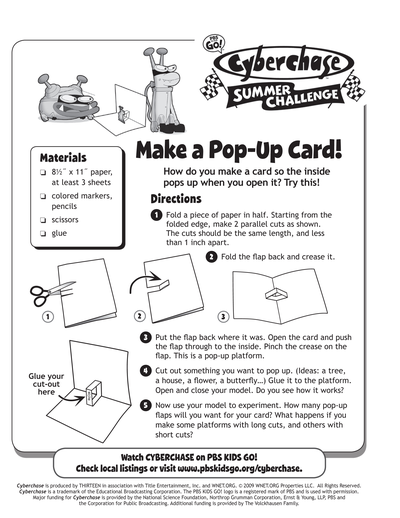 PBS KIDS GO!
Cyberchase
SUMMER
CHALLENGE
Make a Pop-Up Card!
How do you make a card so the inside
pops up when you open it? Try this!
Materials
❏ 8½˝ x 11˝ paper,
at least 3 sheets
❏ colored markers,
pencils
❏ scissors
❏ glue
Directions
1 Fold a piece of paper in half. Starting from the
folded edge, make 2 parallel cuts as shown.
The cuts should be the same length, and less
than 1 inch apart.
2 Fold the flap back and crease it.
1
2
3
3 Put the flap back where it was. Open the card and push
the flap through to the inside. Pinch the crease on the
flap. This is a pop-up platform.
4 Cut out something you want to pop up. (Ideas: a tree,
a house, a flower, a butterfly...) Glue it to the platform.
Open and close your model. Do you see how it works?
5 Now use your model to experiment. How many pop-up
flaps will you want for your card? What happens if you
make some platforms with long cuts, and others with
short cuts?
Glue your
cut-out
here
Watch CYBERCHASE on PBS KIDS GO!
Check local listings or visit www.pbskidsgo.org/cyberchase.
Cyberchase is produced by THIRTEEN in association with Title Entertainment, Inc. and WNET.ORG. © 2009 WNET.ORG Properties LLC. All Rights Reserved.
Cyberchase is a trademark of the Educational Broadcasting Corporation. The PBS KIDS GO! logo is a registered mark of PBS and is used with permission.
Major funding for Cyberchase is provided by the National Science Foundation, Northrop Grumman Corporation, Ernst & Young, LLP, PBS and
the Corporation for Public Broadcasting. Additional funding is provided by The Volckhausen Family.